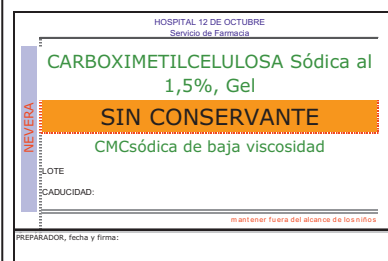 HOSPITAL 12 DE OCTUBRE
Servicio de Farmacia
CARBOXIMETILCELULOSA Sódica al
1,5%, Gel
NEVERA
SIN CONSERVANTE
CMCsódica de baja viscosidad
LOTE
CADUCIDAD:
mantener fuera del alcance de los niños
PREPARADOR, fecha y firma: